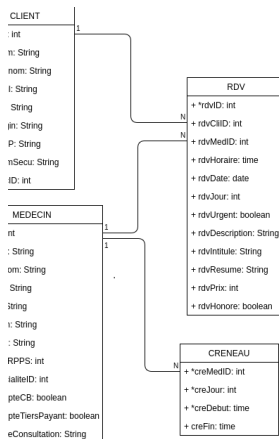 CLIENT
: int
m: String
nom: String
l: String
: String
gin: String
P: String
mSecu: String
dID: int
1
N
RDV
+ *rdvID: int
+ rdvCliID: int
+ rdvMedID: int
+ rdvHoraire: time
+ rdvDate: date
+ rdvJour: int
+ rdvUrgent: boolean
+ rdvDescription: String
+ rdvIntitule: String
+ rdvResume: String
+ rdvPrix: int
+ rdvHonore: boolean
N
MEDECIN
nt
: String
om: String
String
String
n: String
: String
RPPS: int
ialiteID: int
pteCB: boolean
pteTiersPayant: boolean
eConsultation: String
1
1
N
CRENEAU
+ *creMedID: int
+ *creJour: int
+ *creDebut: time
+ creFin: time